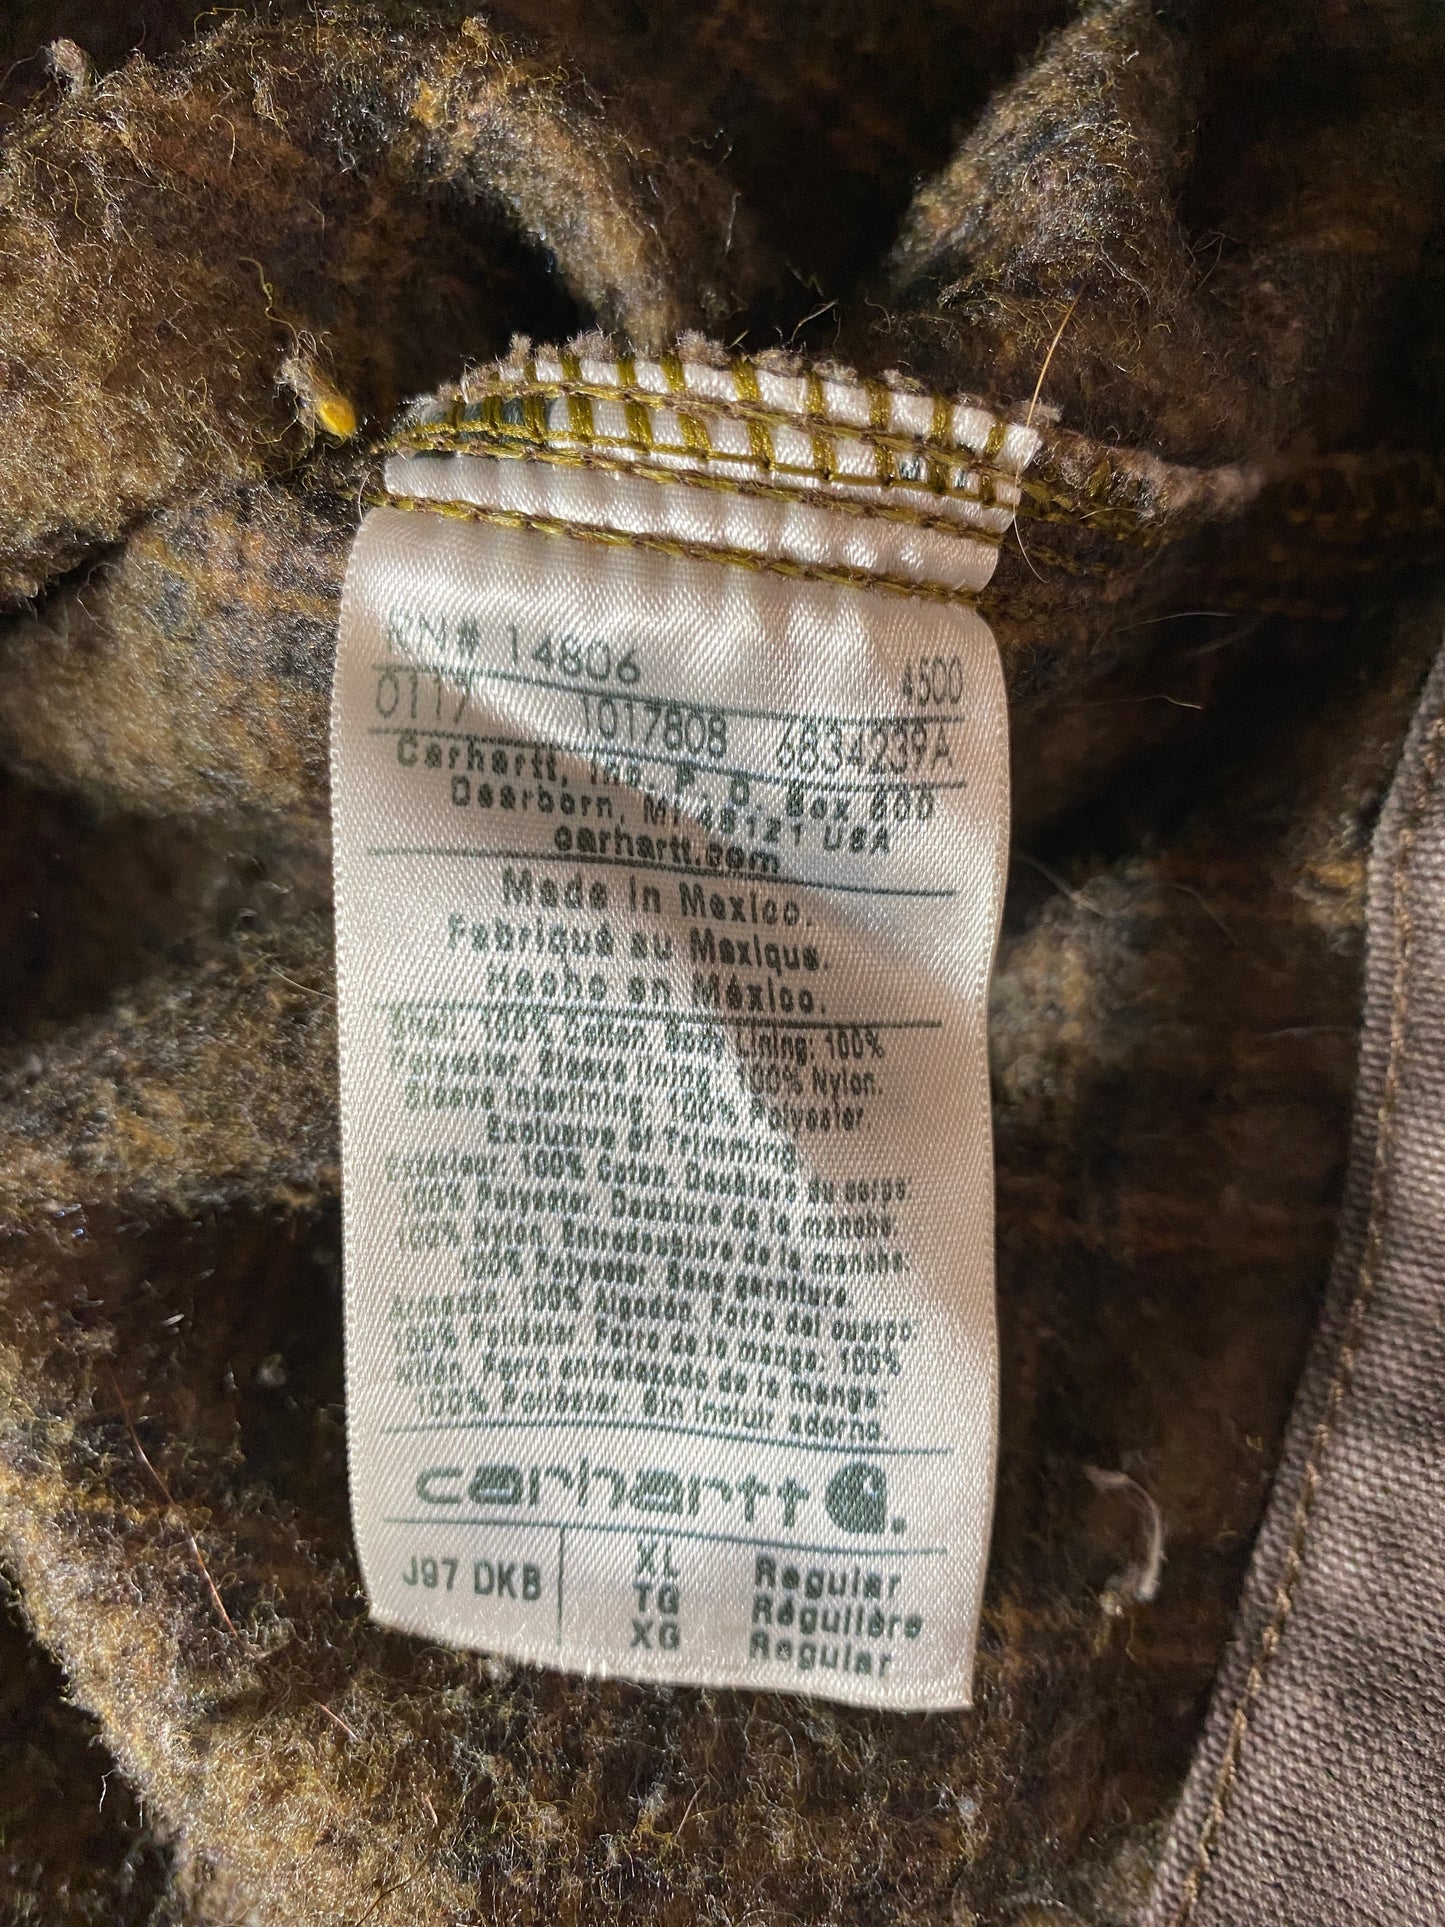 RN# 14806
4500
0117 1017808 6834239A
Carhartt, Inc. P. O. Box 600
Dearborn, MI 48121 USA
carhartt.com
Made in Mexico.
Fabriqué au Mexique.
Hecho en México.
Shell: 100% Cotton. Body Lining: 100%
Polyester. Sleeve lining: 100% Nylon.
Sleeve Interlining: 100% Polyester.
Exclusive of Trimming
Extérieur: 100% Coton. Doublure du corps:
100% Polyester. Doublure de la manche:
100% Nylon. Entredoublure de la manche:
100% Polyester. Sans garniture.
Armazón: 100% Algodón. Forro del cuerpo:
100% Poliéster. Forro de la manga: 100%
Nilón. Forro entrelazado de la manga:
100% Poliéster. Sin incluir adorno.
carhartt
J97 DKB XL Regular
TG Régulière
XG Regular